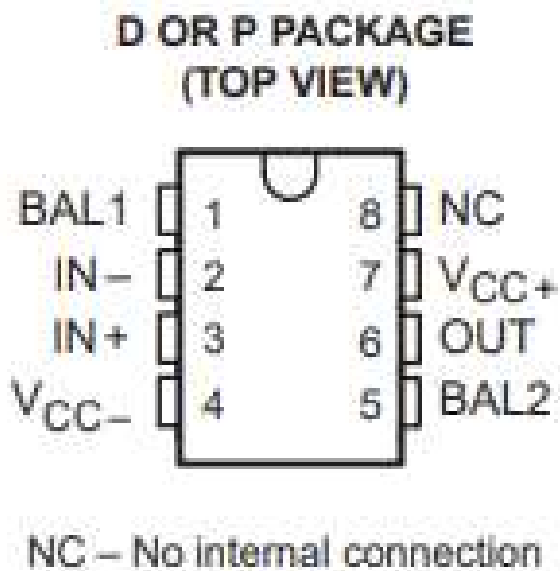 D OR P PACKAGE
(TOP VIEW)
BAL1 1 8 NC
IN– 2 7 VCC+
IN+ 3 6 OUT
VCC– 4 5 BAL2
NC – No internal connection